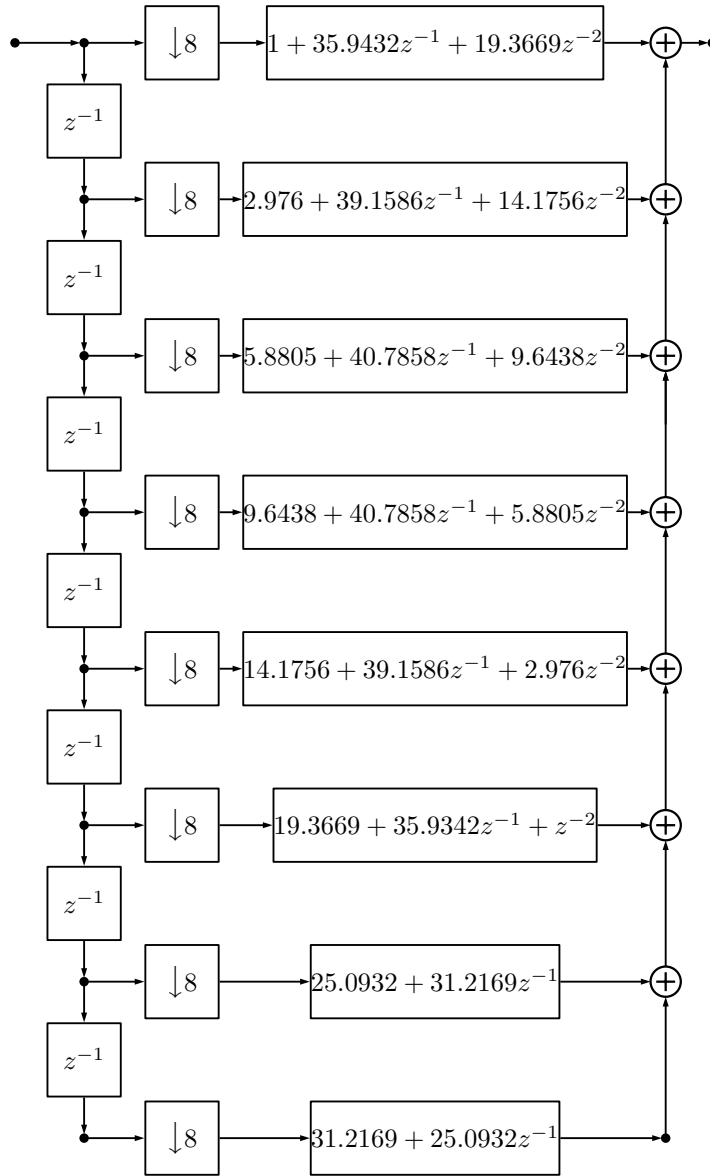 ↓8 1 + 35.9432z⁻¹ + 19.3669z⁻²
z⁻¹
↓8 2.976 + 39.1586z⁻¹ + 14.1756z⁻²
z⁻¹
↓8 5.8805 + 40.7858z⁻¹ + 9.6438z⁻²
z⁻¹
↓8 9.6438 + 40.7858z⁻¹ + 5.8805z⁻²
z⁻¹
↓8 14.1756 + 39.1586z⁻¹ + 2.976z⁻²
z⁻¹
↓8 19.3669 + 35.9342z⁻¹ + z⁻²
z⁻¹
↓8 25.0932 + 31.2169z⁻¹
z⁻¹
↓8 31.2169 + 25.0932z⁻¹